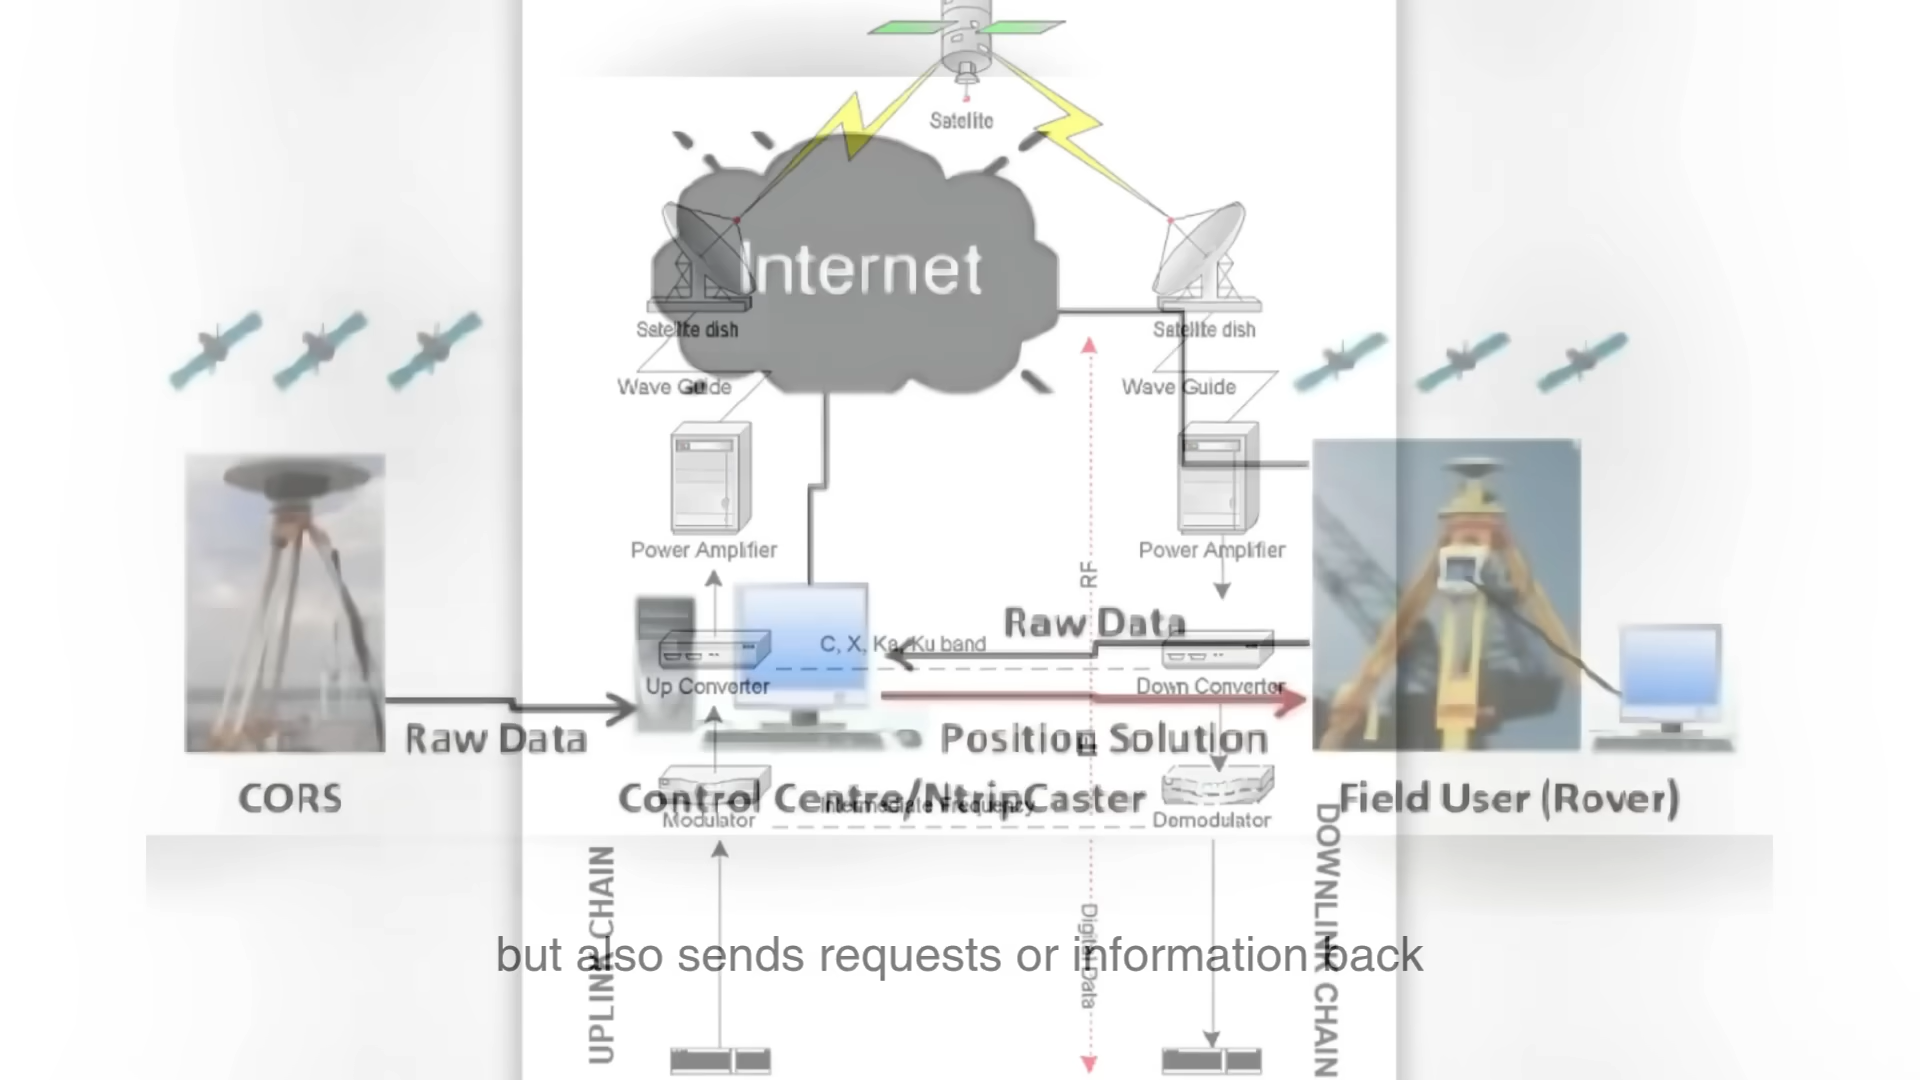 Satelite
Internet
Satellite dish
Satellite dish
Wave Guide
Wave Guide
Power Amplifier
Power Amplifier
RF
Raw Data
C, X, Ka, Ku band
Up Converter
Down Converter
Raw Data
Position Solution
CORS
Control Centre/NtripCaster
Field User (Rover)
Intermediate Frequency
Modulator
Demodulator
UPLINK CHAIN
Digital Data
DOWNLINK CHAIN
but also sends requests or information back